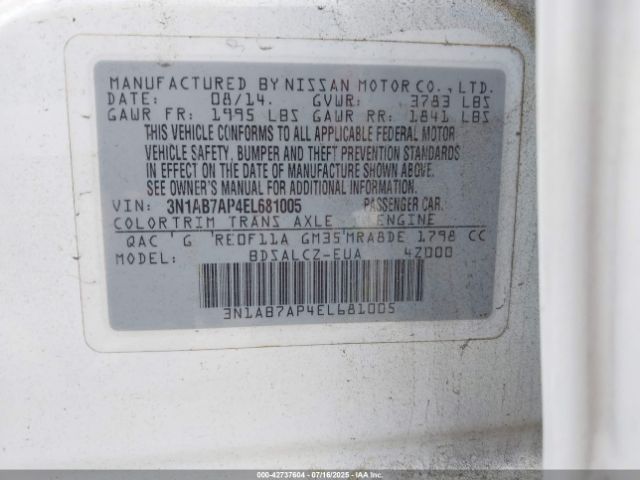 MANUFACTURED BY NISSAN MOTOR CO., LTD.
DATE: 08/14. GVWR: 3783 LBS
GAWR FR: 1995 LBS GAWR RR: 1841 LBS
THIS VEHICLE CONFORMS TO ALL APPLICABLE FEDERAL MOTOR
VEHICLE SAFETY, BUMPER AND THEFT PREVENTION STANDARDS
IN EFFECT ON THE DATE OF MANUFACTURE SHOWN ABOVE.
SEE OWNER'S MANUAL FOR ADDITIONAL INFORMATION.
VIN: 3N1AB7AP4EL681005 PASSENGER CAR.
COLOR TRIM TRANS AXLE ENGINE
QAC G RE0F11A GM35 MRA8DE 1798 CC
MODEL: BDSALCZ-EUA 4Z000
3N1AB7AP4EL681005
000-42737604 07/16/2025 IAAI.com